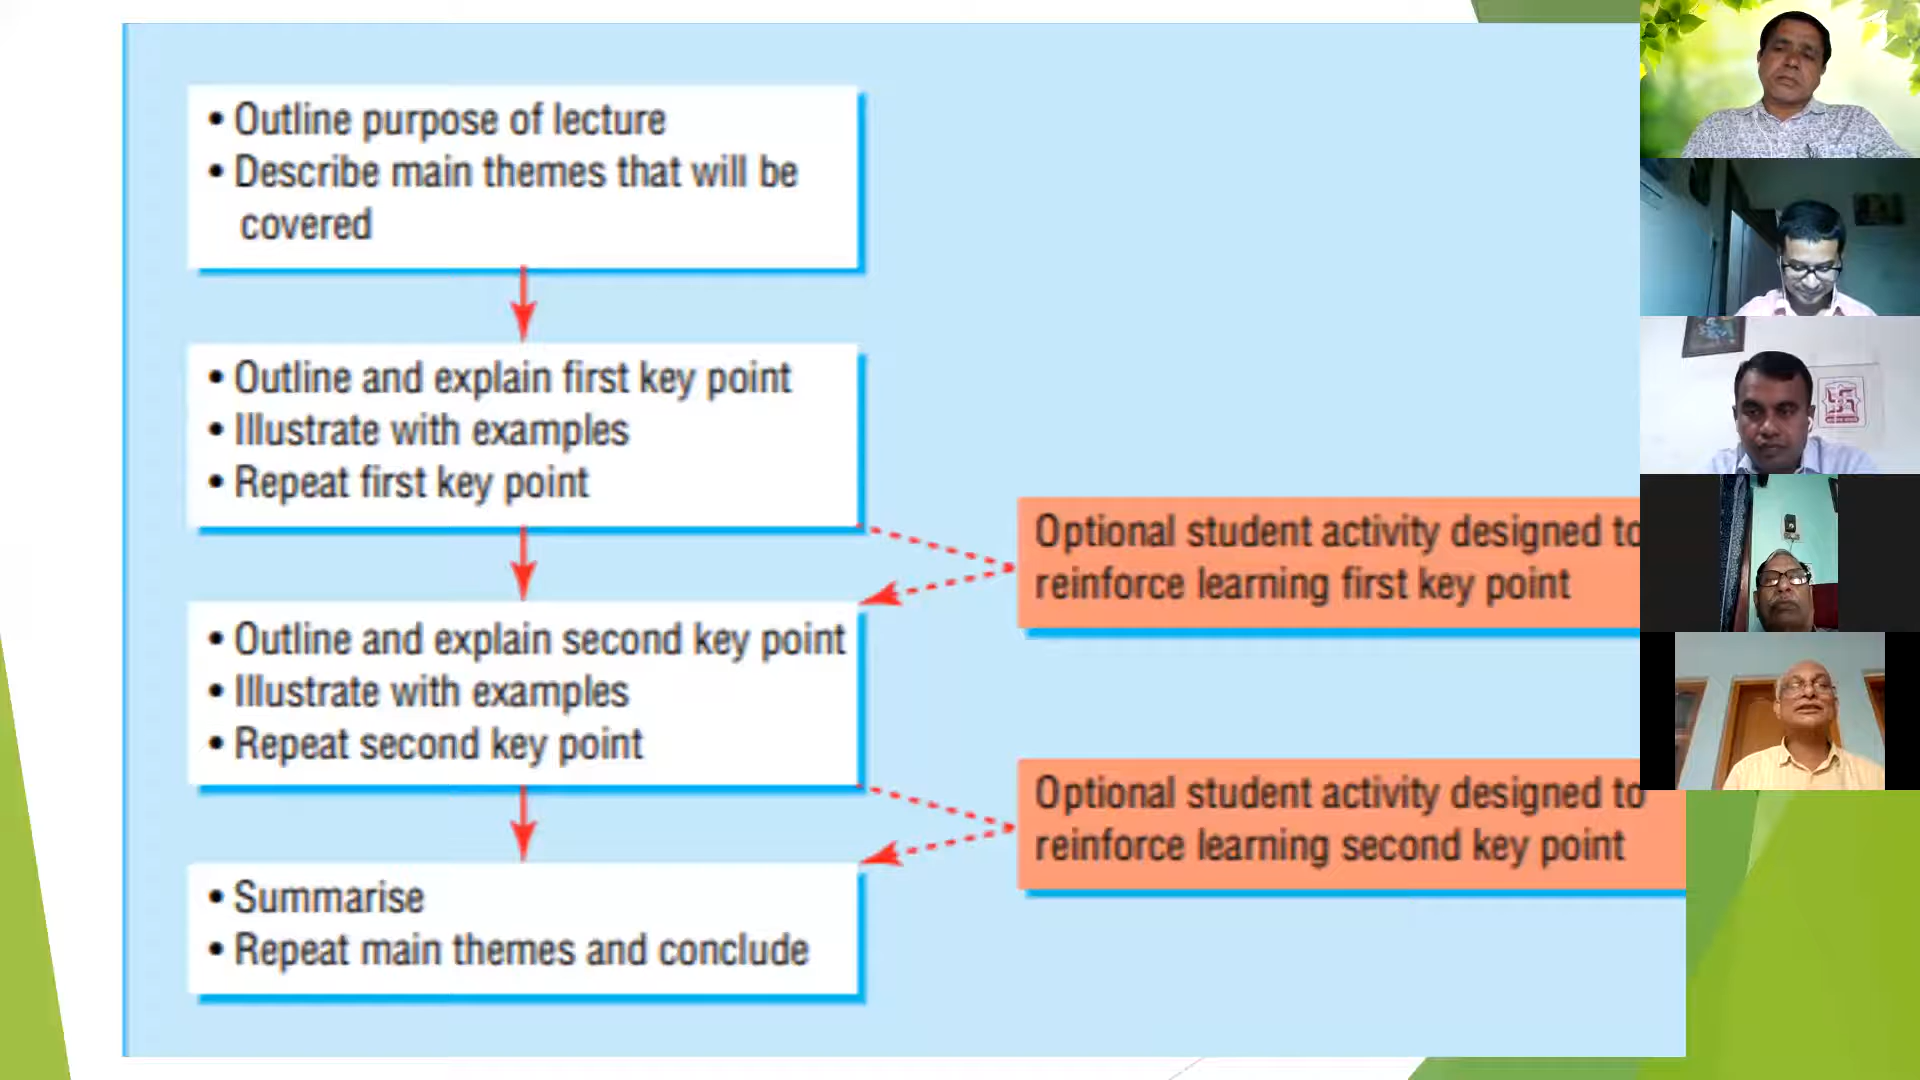 • Outline purpose of lecture
• Describe main themes that will be
covered
• Outline and explain first key point
• Illustrate with examples
• Repeat first key point
Optional student activity designed to
reinforce learning first key point
• Outline and explain second key point
• Illustrate with examples
• Repeat second key point
Optional student activity designed to
reinforce learning second key point
• Summarise
• Repeat main themes and conclude